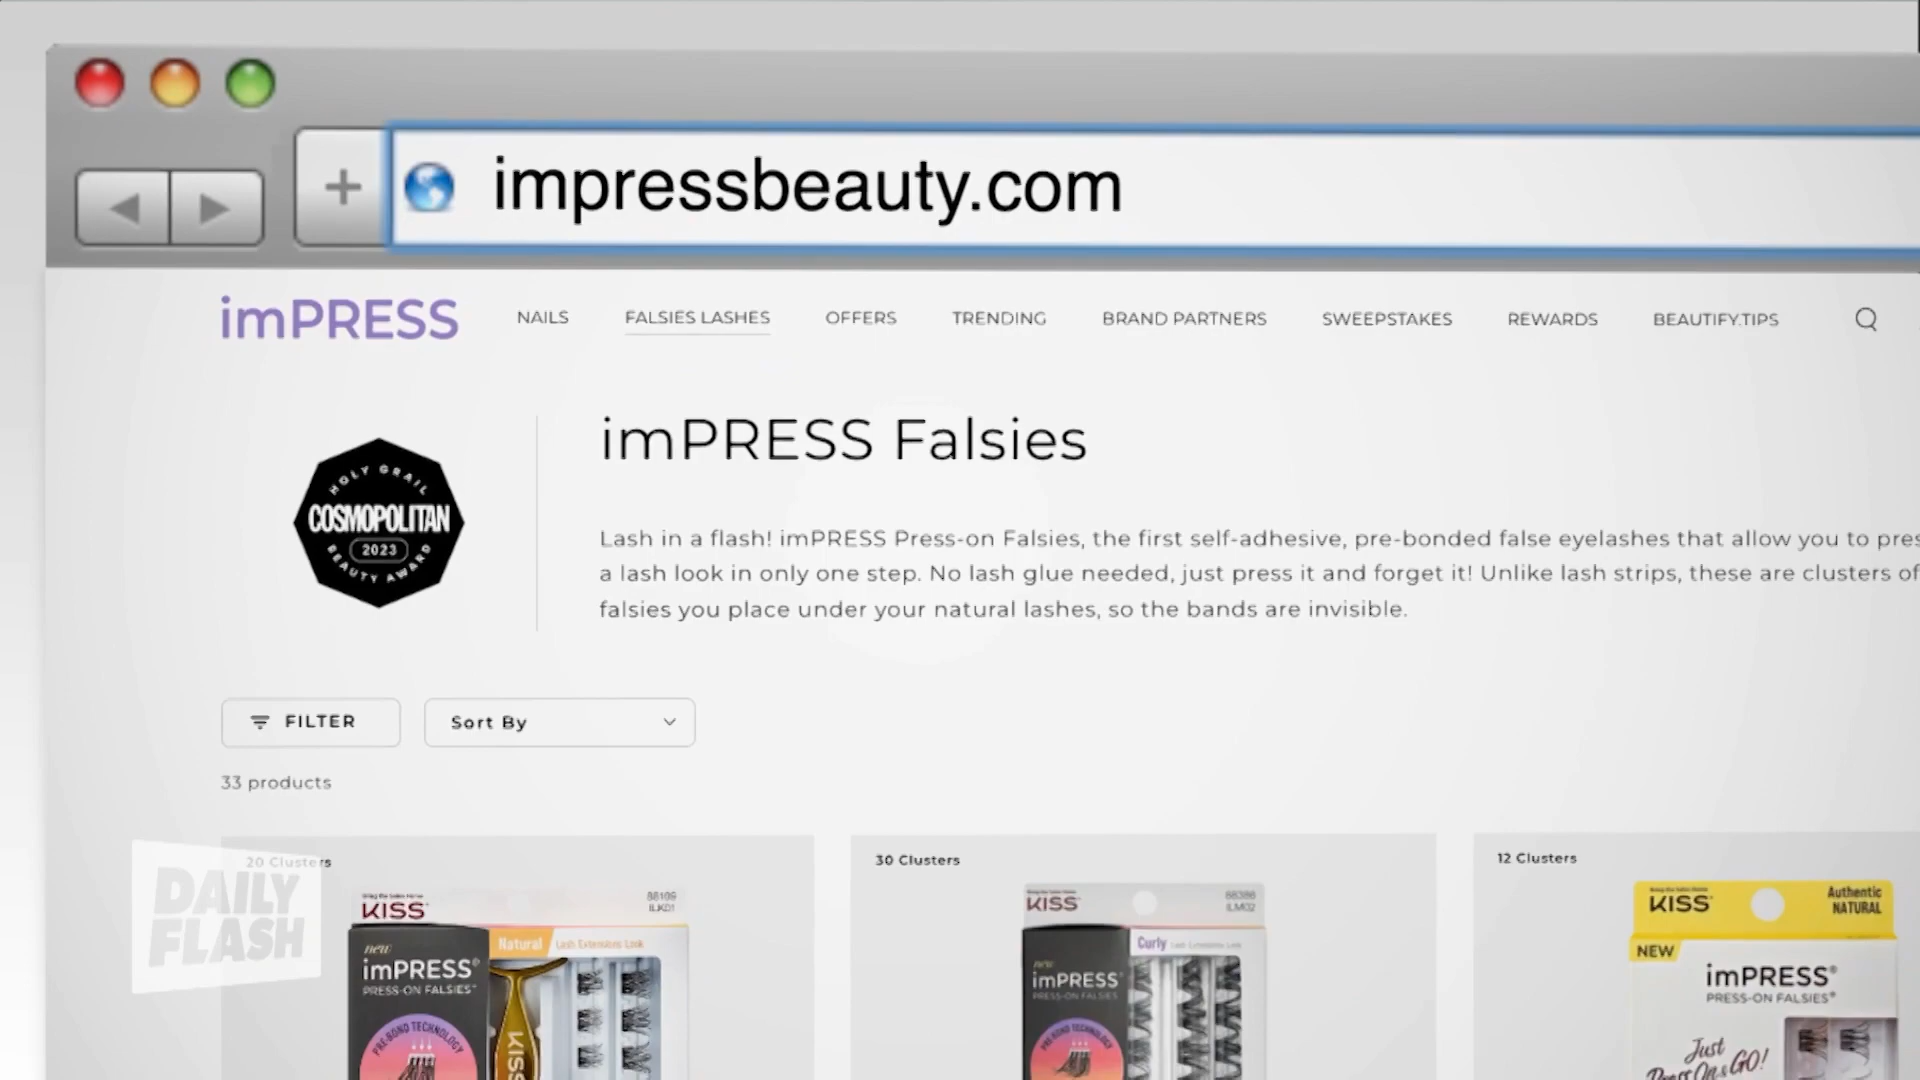 impressbeauty.com
imPRESS NAILS FALSIES LASHES OFFERS TRENDING BRAND PARTNERS SWEEPSTAKES REWARDS BEAUTIFY.TIPS
HOLY GRAIL
COSMOPOLITAN
2023
BEAUTY AWARD
imPRESS Falsies
Lash in a flash! imPRESS Press-on Falsies, the first self-adhesive, pre-bonded false eyelashes that allow you to pres
a lash look in only one step. No lash glue needed, just press it and forget it! Unlike lash strips, these are clusters of
falsies you place under your natural lashes, so the bands are invisible.
FILTER Sort By
33 products
20 Clusters
KISS
88199
ILK01
Natural Lash Extensions Look
new
imPRESS®
PRESS-ON FALSIES™
PRE-BOND TECHNOLOGY
KISS
30 Clusters
KISS
ILM02
Curly Lash Extensions Look
new
imPRESS®
PRESS-ON FALSIES
PRE-BOND TECHNOLOGY
12 Clusters
KISS
Authentic
NATURAL
NEW
imPRESS®
PRESS-ON FALSIES®
Just
Press On & GO!
DAILY
FLASH